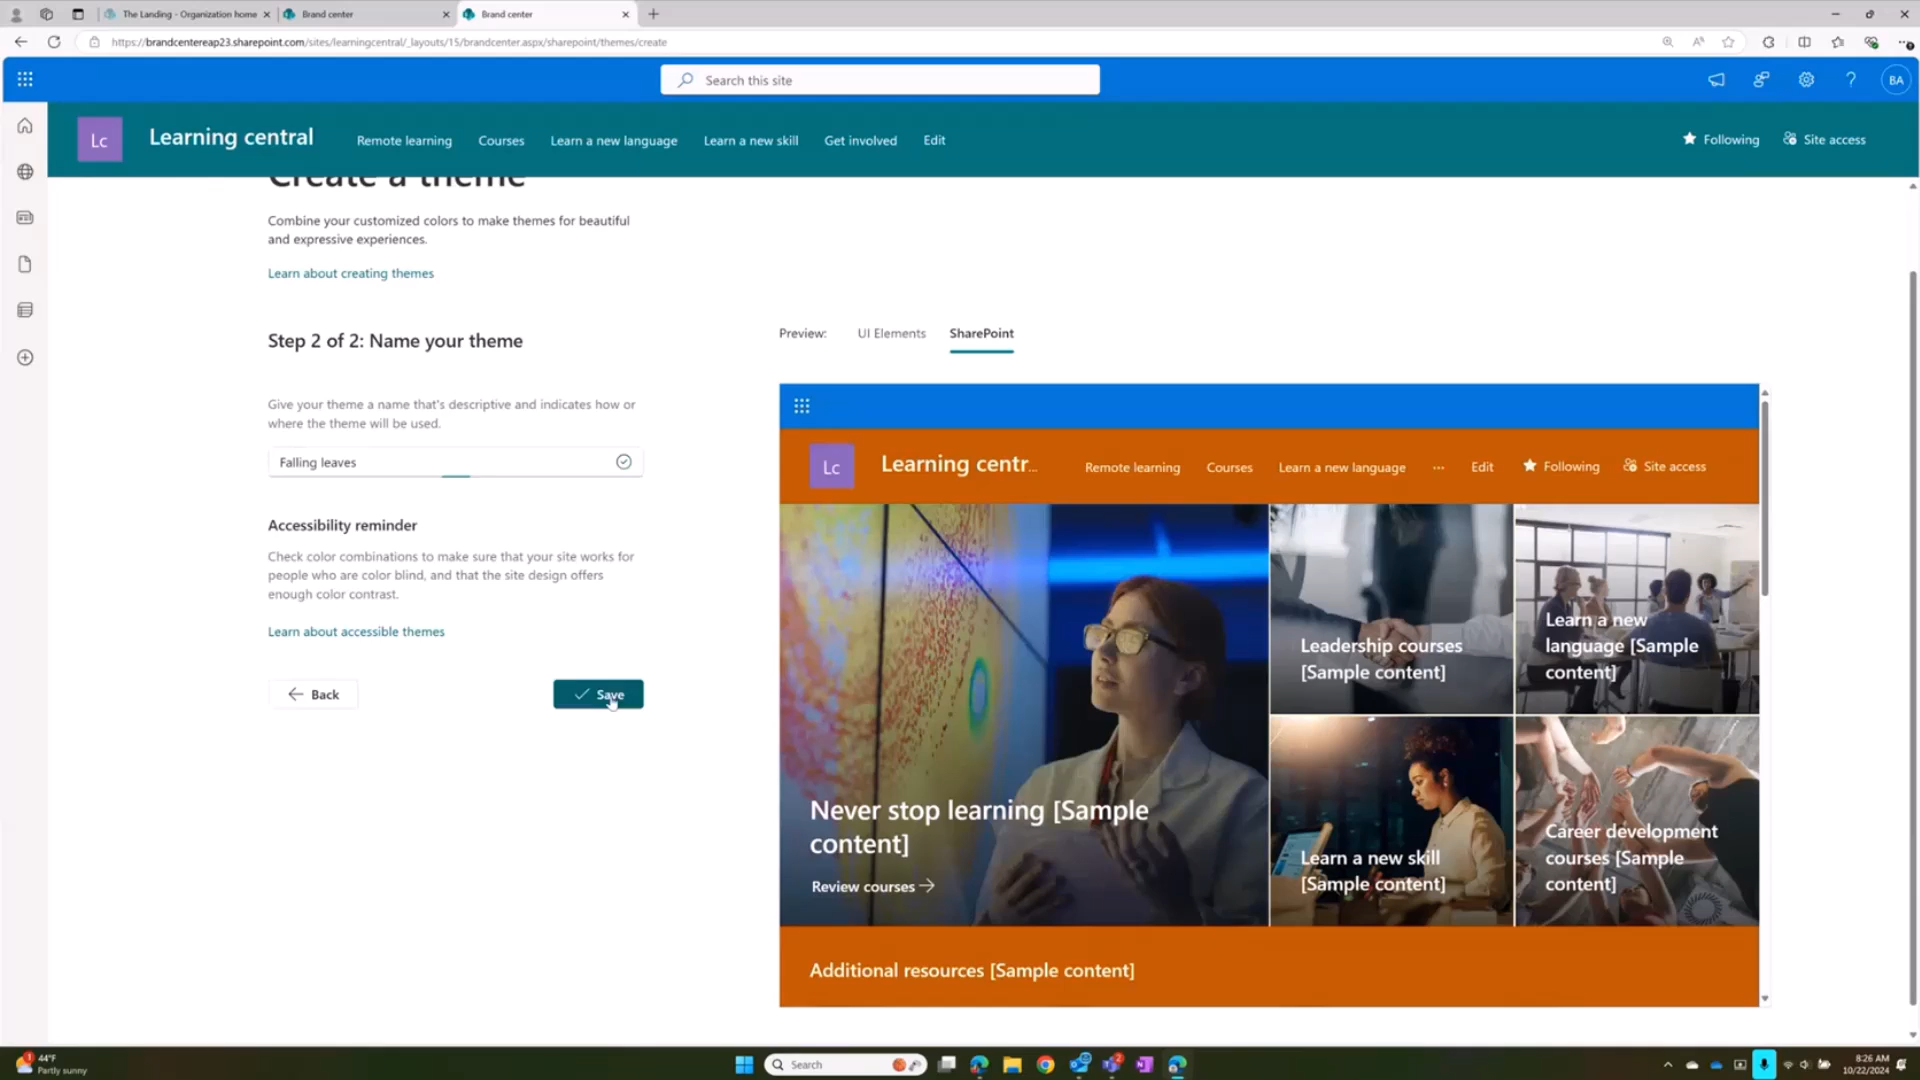 The Landing - Organization home
Brand center
Brand center
https://brandcentereap23.sharepoint.com/sites/learningcentral/_layouts/15/brandcenter.aspx/sharepoint/themes/create
Search this site
BA
Lc
Learning central
Remote learning
Courses
Learn a new language
Learn a new skill
Get involved
Edit
Following
Site access
Create a theme
Combine your customized colors to make themes for beautiful
and expressive experiences.
Learn about creating themes
Step 2 of 2: Name your theme
Give your theme a name that's descriptive and indicates how or
where the theme will be used.
Falling leaves
Accessibility reminder
Check color combinations to make sure that your site works for
people who are color blind, and that the site design offers
enough color contrast.
Learn about accessible themes
Back
Save
Preview:
UI Elements
SharePoint
Lc
Learning centr...
Remote learning
Courses
Learn a new language
...
Edit
Following
Site access
Never stop learning [Sample
content]
Review courses
Leadership courses
[Sample content]
Learn a new
language [Sample
content]
Learn a new skill
[Sample content]
Career development
courses [Sample
content]
Additional resources [Sample content]
1
44°F
Partly sunny
Search
2
8:26 AM
10/22/2024